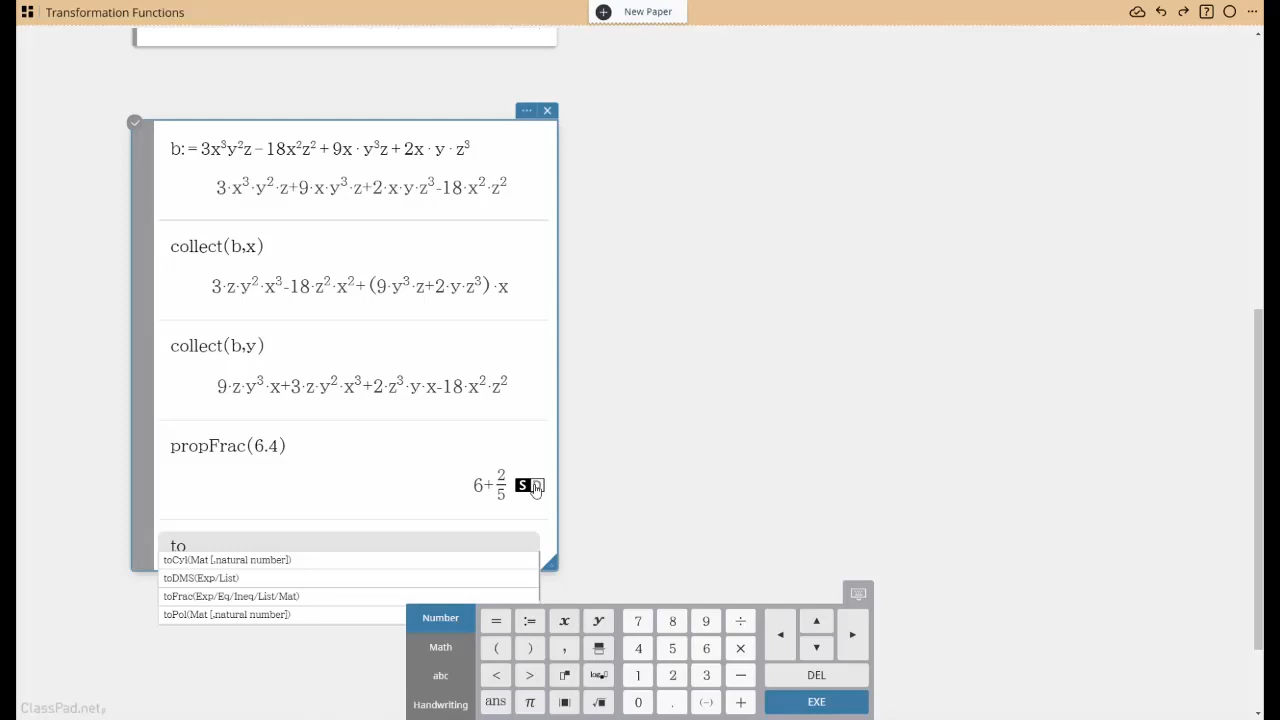 Transformation Functions
New Paper
b:=3x³y²z−18x²z²+9x·y³z+2x·y·z³
3·x³·y²·z+9·x·y³·z+2·x·y·z³-18·x²·z²
collect(b,x)
3·z·y²·x³-18·z²·x²+(9·y³·z+2·y·z³)·x
collect(b,y)
9·z·y³·x+3·z·y²·x³+2·z³·y·x-18·x²·z²
propFrac(6.4)
6+2/5 S D
to
toCyl(Mat [,natural number])
toDMS(Exp/List)
toFrac(Exp/Eq/Ineq/List/Mat)
toPol(Mat [,natural number])
Number = := x y 7 8 9 ÷
Math ( ) , 4 5 6 ×
abc < > 1 2 3 − DEL
Handwriting ans π 0 . (−) + EXE
ClassPad.net